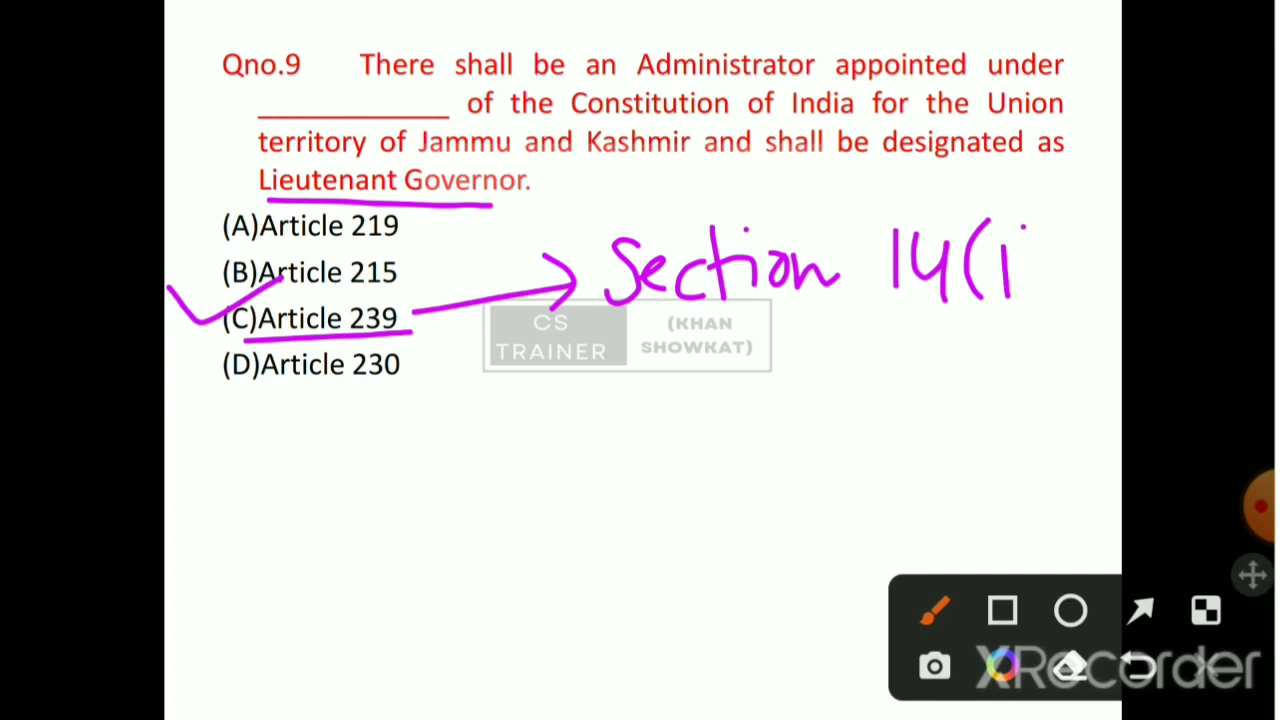 Qno.9 There shall be an Administrator appointed under
____________ of the Constitution of India for the Union
territory of Jammu and Kashmir and shall be designated as
Lieutenant Governor.
(A)Article 219
(B)Article 215
(C)Article 239
(D)Article 230
Section 14(i
CS
TRAINER
(KHAN
SHOWKAT)
XRecorder